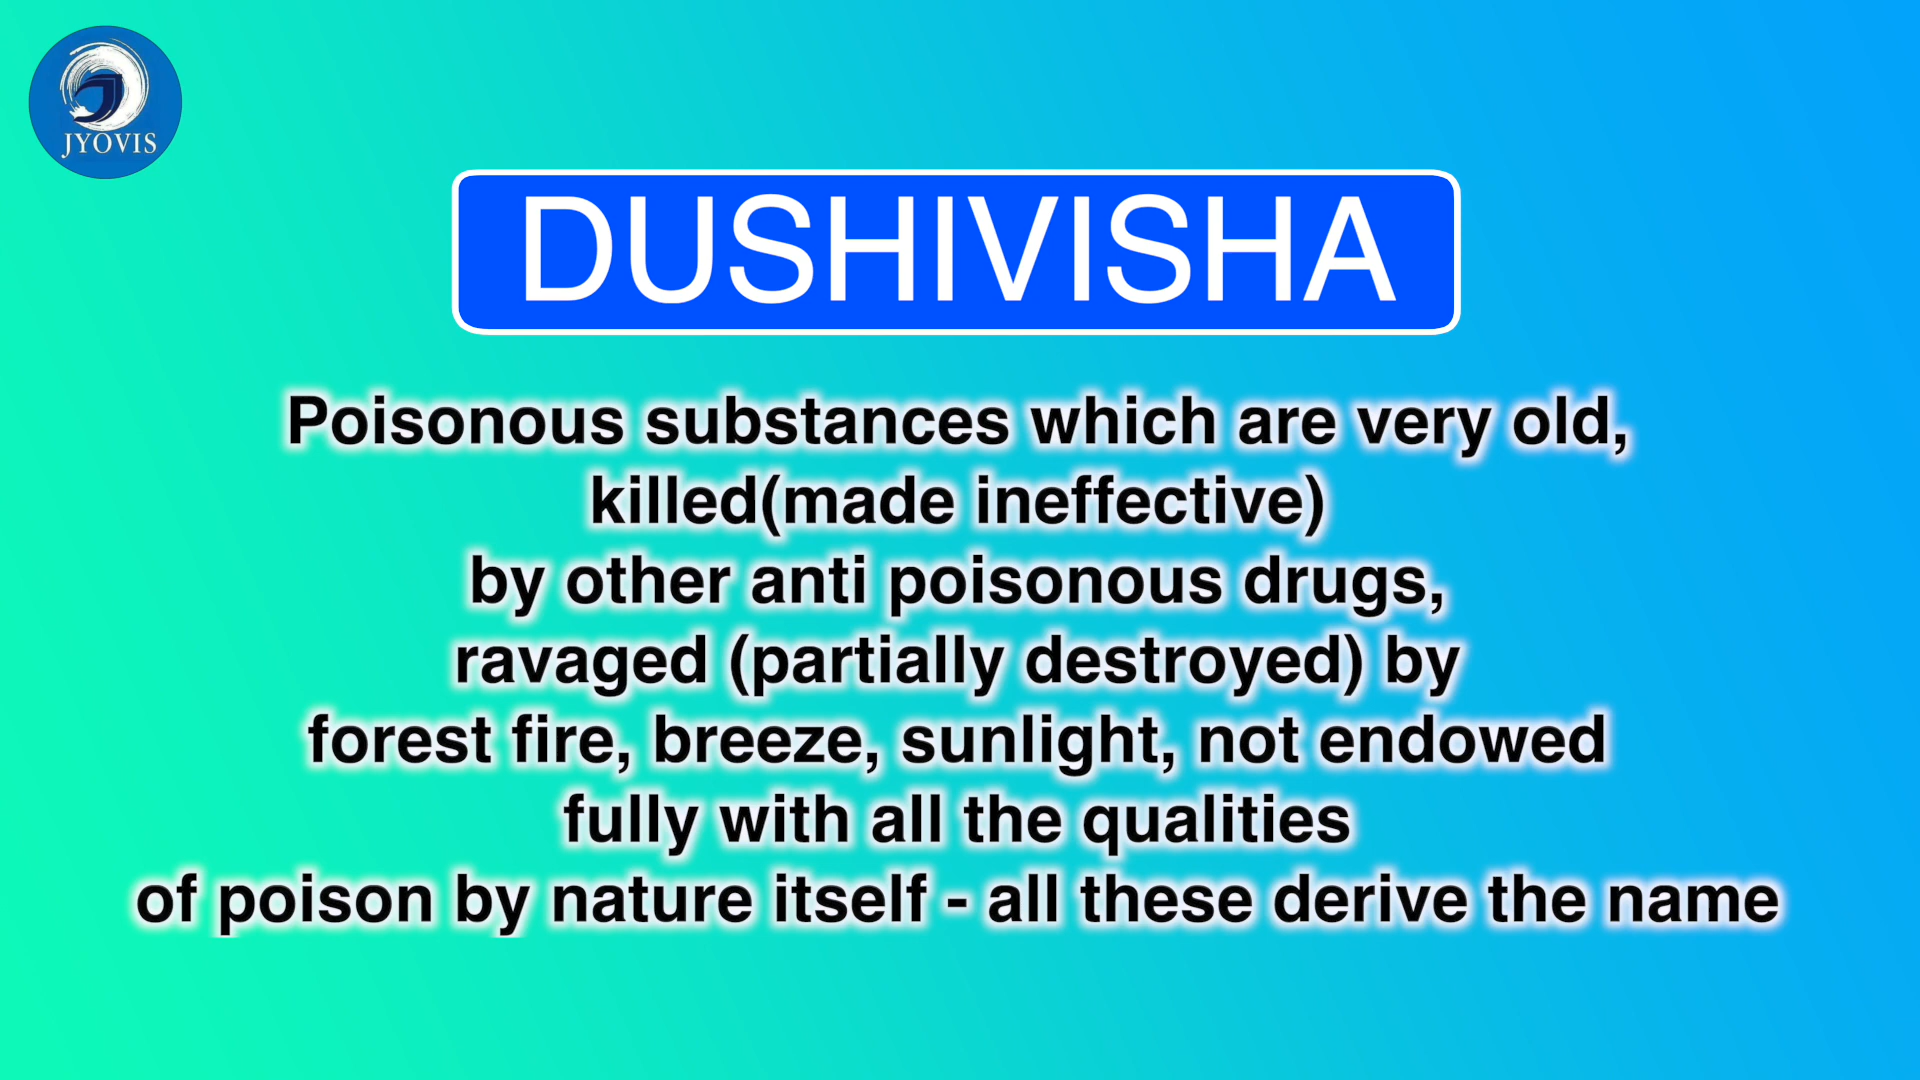 JYOVIS
DUSHIVISHA
Poisonous substances which are very old,
killed(made ineffective)
by other anti poisonous drugs,
ravaged (partially destroyed) by
forest fire, breeze, sunlight, not endowed
fully with all the qualities
of poison by nature itself - all these derive the name